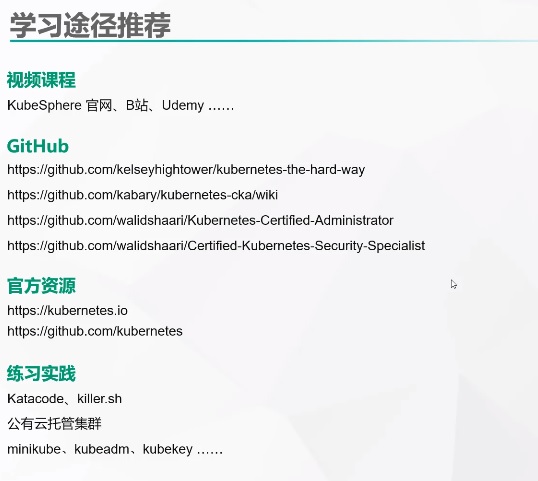 学习途径推荐
视频课程
KubeSphere 官网、B站、Udemy ……
GitHub
https://github.com/kelseyhightower/kubernetes-the-hard-way
https://github.com/kabary/kubernetes-cka/wiki
https://github.com/walidshaari/Kubernetes-Certified-Administrator
https://github.com/walidshaari/Certified-Kubernetes-Security-Specialist
官方资源
https://kubernetes.io
https://github.com/kubernetes
练习实践
Katacode、killer.sh
公有云托管集群
minikube、kubeadm、kubekey ……